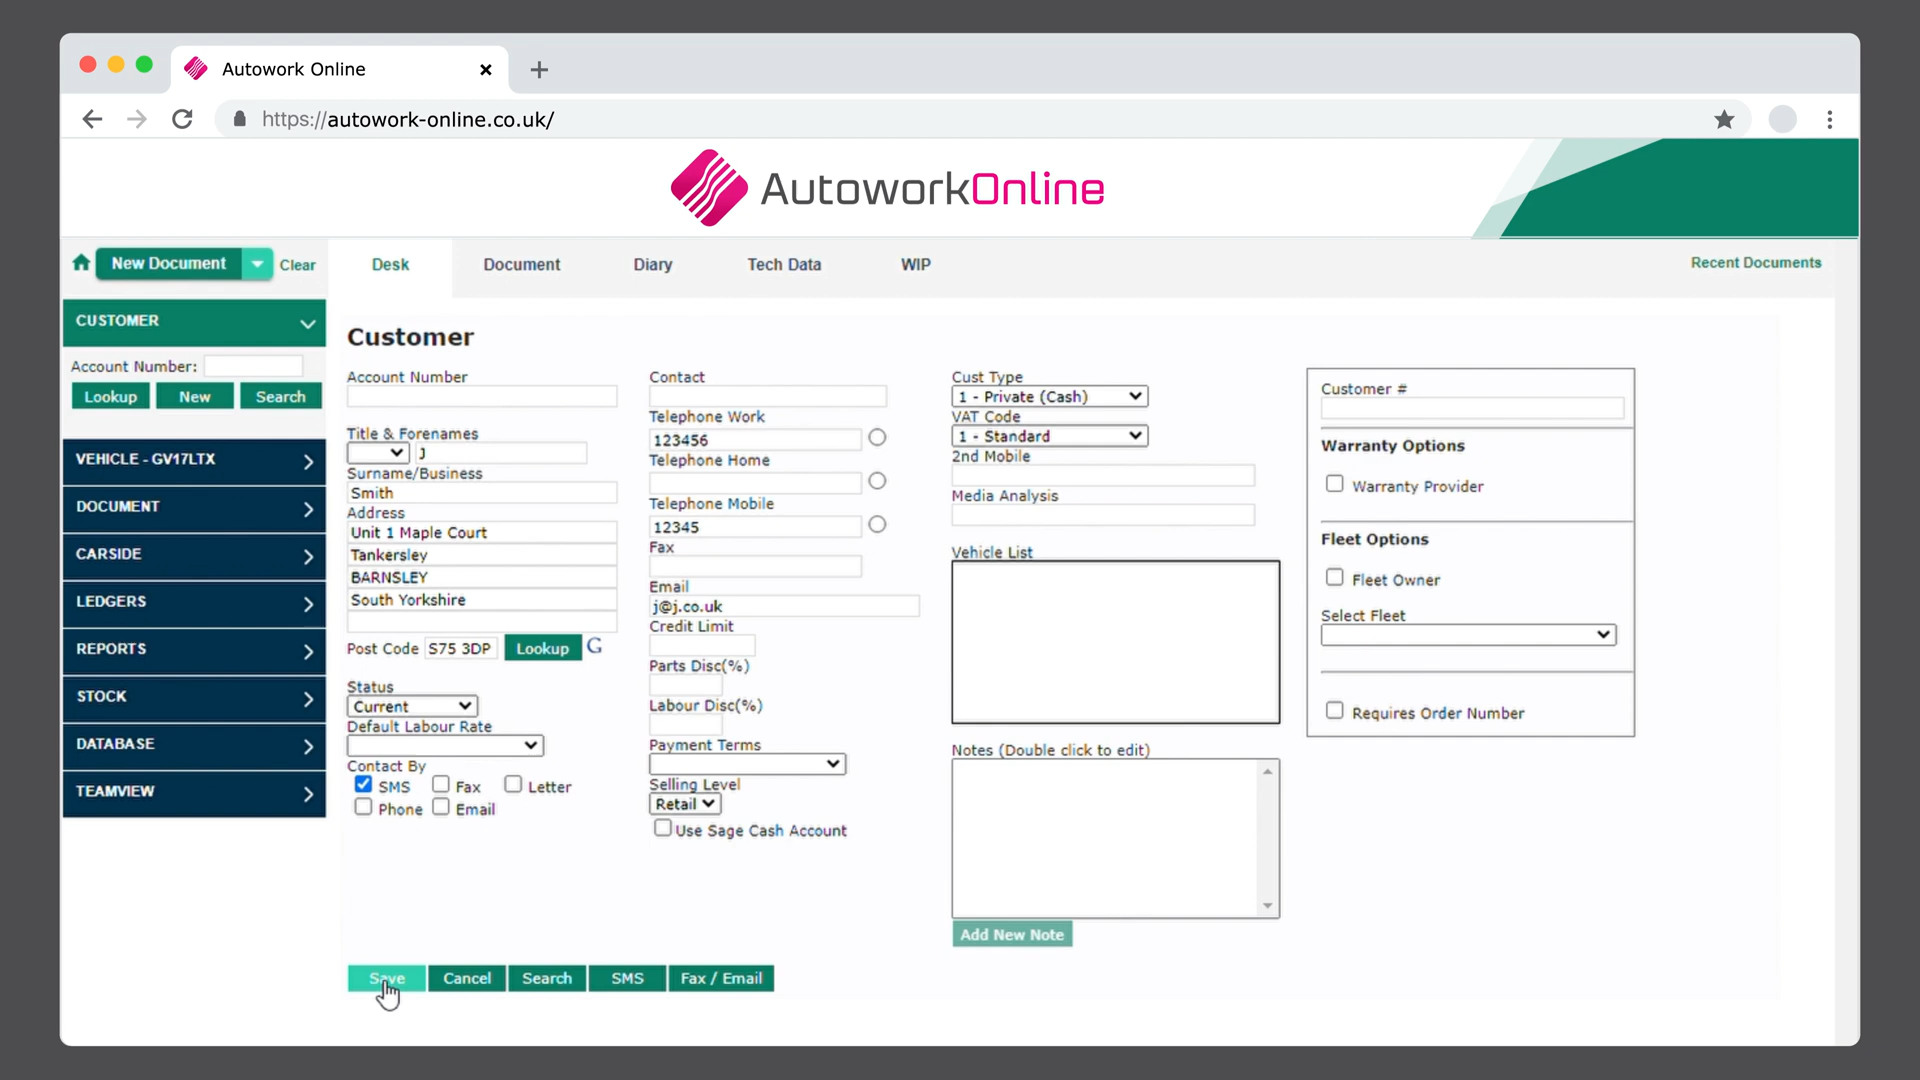 Autowork Online
https://autowork-online.co.uk/
AutoworkOnline
New Document Clear Desk Document Diary Tech Data WIP Recent Documents
CUSTOMER
Account Number:
Lookup New Search
VEHICLE - GV17LTX
DOCUMENT
CARSIDE
LEDGERS
REPORTS
STOCK
DATABASE
TEAMVIEW
Customer
Account Number
Title & Forenames
J
Surname/Business
Smith
Address
Unit 1 Maple Court
Tankersley
BARNSLEY
South Yorkshire
Post Code S75 3DP Lookup G
Status
Current
Default Labour Rate
Contact By
SMS Fax Letter
Phone Email
Contact
Telephone Work
123456
Telephone Home
Telephone Mobile
12345
Fax
Email
j@j.co.uk
Credit Limit
Parts Disc(%)
Labour Disc(%)
Payment Terms
Selling Level
Retail
Use Sage Cash Account
Cust Type
1 - Private (Cash)
VAT Code
1 - Standard
2nd Mobile
Media Analysis
Vehicle List
Notes (Double click to edit)
Add New Note
Customer #
Warranty Options
Warranty Provider
Fleet Options
Fleet Owner
Select Fleet
Requires Order Number
Save Cancel Search SMS Fax / Email